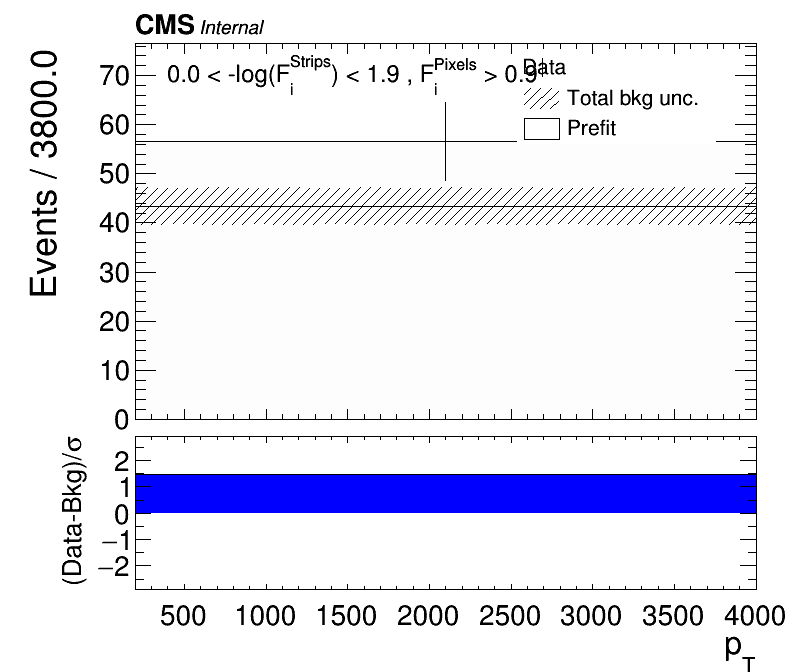 CMS Internal
Events / 3800.0
70
60
50
40
30
20
10
0
0.0 < -log(F_i^Strips) < 1.9 , F_i^Pixels > 0.9
Data
Total bkg unc.
Prefit
(Data-Bkg)/σ
2
1
0
−1
−2
500 1000 1500 2000 2500 3000 3500 4000
p_T